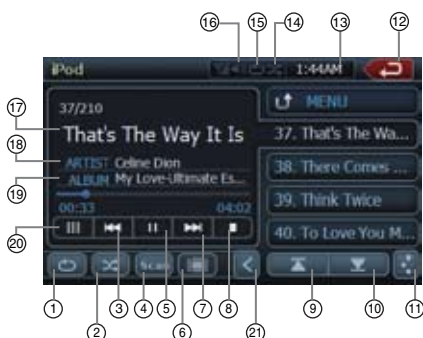 16 15 14 13 12
iPod 1:44AM
17 37/210 MENU
That's The Way It Is 37. That's The Wa...
18 ARTIST Celine Dion 38. There Comes ...
19 ALBUM My Love-Ultimate Es...
39. Think Twice
00:33 04:02
20 40. To Love You M...
Scan
1 2 3 4 5 6 7 8 21 9 10 11